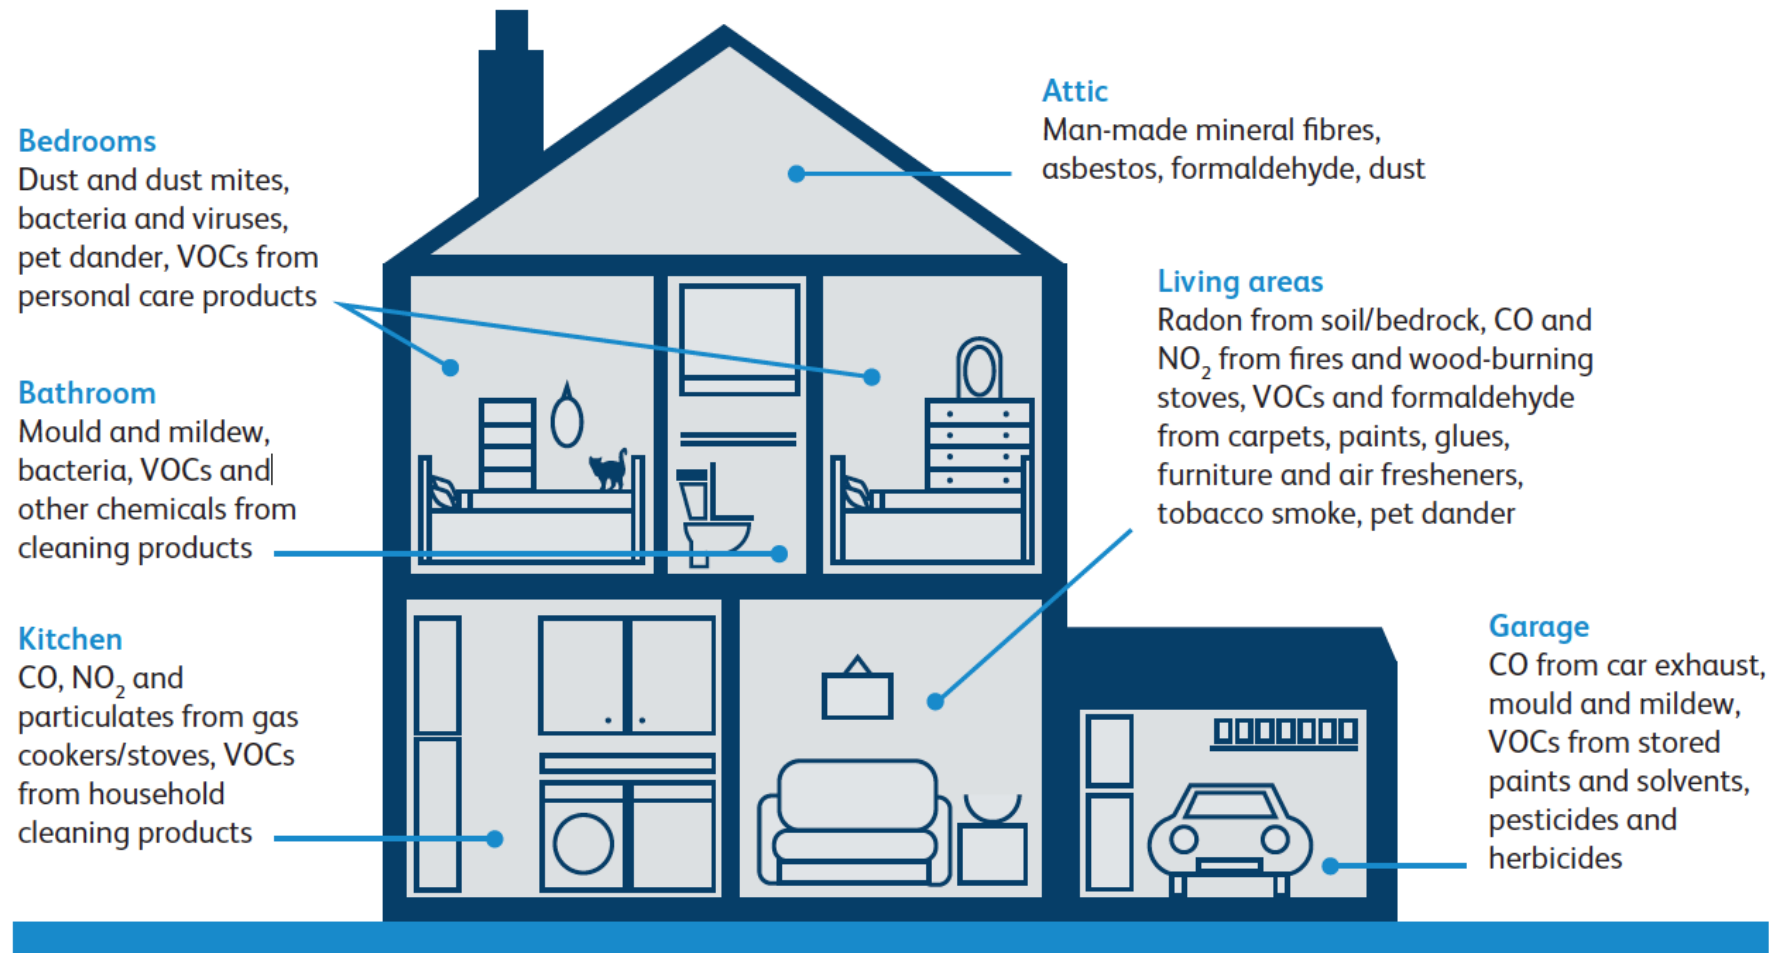 Bedrooms
Dust and dust mites,
bacteria and viruses,
pet dander, VOCs from
personal care products
Bathroom
Mould and mildew,
bacteria, VOCs and
other chemicals from
cleaning products
Kitchen
CO, NO₂ and
particulates from gas
cookers/stoves, VOCs
from household
cleaning products
Attic
Man-made mineral fibres,
asbestos, formaldehyde, dust
Living areas
Radon from soil/bedrock, CO and
NO₂ from fires and wood-burning
stoves, VOCs and formaldehyde
from carpets, paints, glues,
furniture and air fresheners,
tobacco smoke, pet dander
Garage
CO from car exhaust,
mould and mildew,
VOCs from stored
paints and solvents,
pesticides and
herbicides